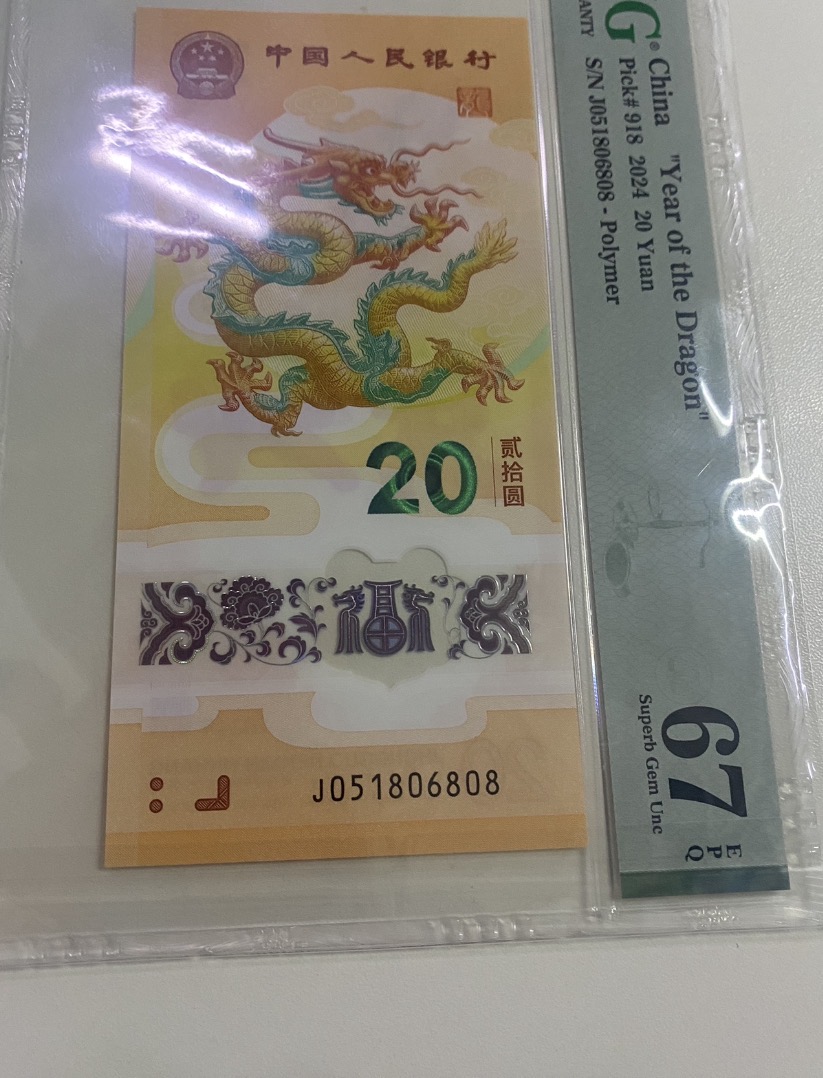 中国人民银行
20
贰拾圆
J051806808
G®
ANTY
China "Year of the Dragon"
Pick# 918 2024 20 Yuan
S/N J051806808 - Polymer
67
EPQ
Superb Gem Unc